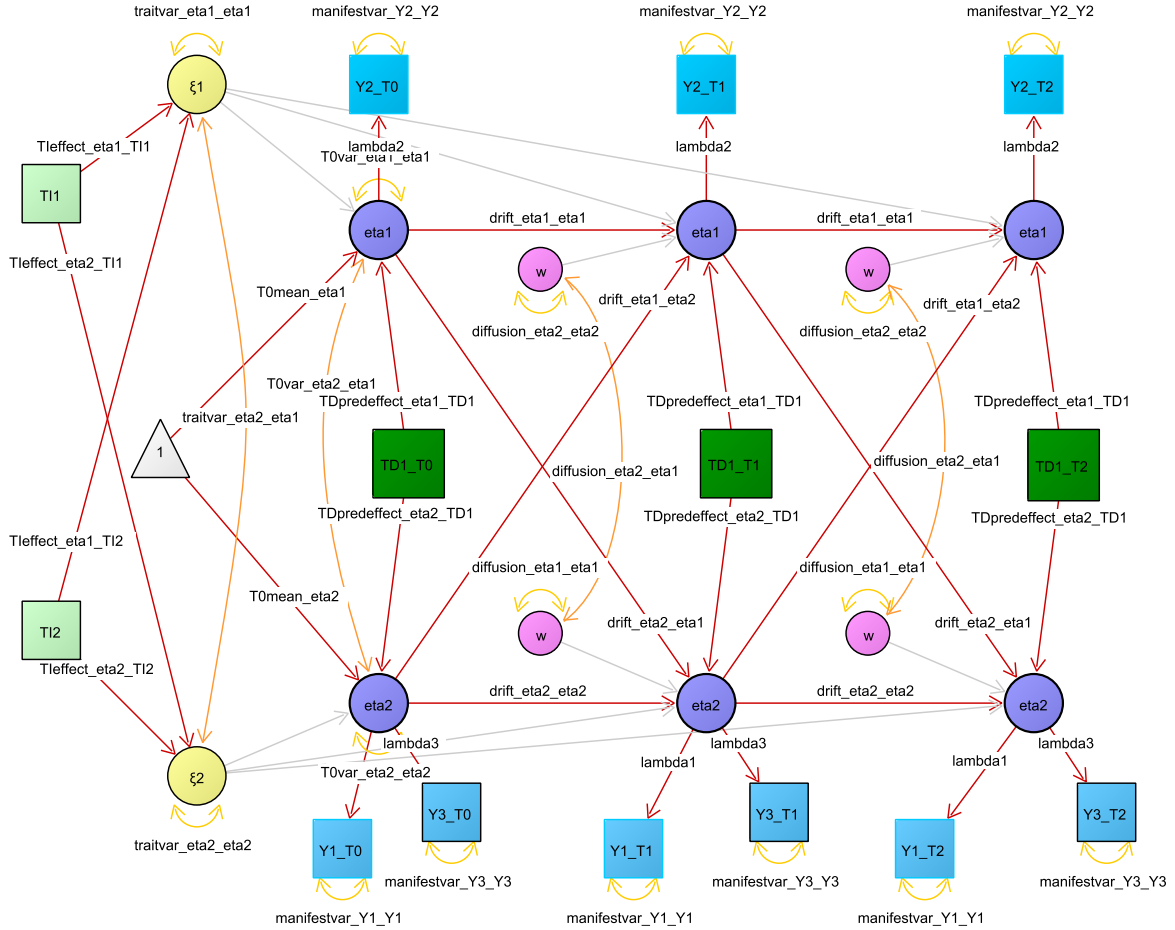 traitvar_eta1_eta1
manifestvar_Y2_Y2
manifestvar_Y2_Y2
manifestvar_Y2_Y2
ξ1
Y2_T0
Y2_T1
Y2_T2
TIeffect_eta1_TI1
lambda2
lambda2
lambda2
T0var_eta1_eta1
TI1
eta1
drift_eta1_eta1
eta1
drift_eta1_eta1
eta1
TIeffect_eta2_TI1
w
w
T0mean_eta1
drift_eta1_eta2
drift_eta1_eta2
diffusion_eta2_eta2
diffusion_eta2_eta2
T0var_eta2_eta1
TDpredeffect_eta1_TD1
TDpredeffect_eta1_TD1
TDpredeffect_eta1_TD1
traitvar_eta2_eta1
1
TD1_T0
TD1_T1
TD1_T2
diffusion_eta2_eta1
diffusion_eta2_eta1
TDpredeffect_eta2_TD1
TDpredeffect_eta2_TD1
TDpredeffect_eta2_TD1
TIeffect_eta1_TI2
diffusion_eta1_eta1
diffusion_eta1_eta1
T0mean_eta2
TI2
w
w
drift_eta2_eta1
drift_eta2_eta1
TIeffect_eta2_TI2
eta2
drift_eta2_eta2
eta2
drift_eta2_eta2
eta2
lambda3
lambda3
lambda3
lambda1
lambda1
T0var_eta2_eta2
ξ2
Y3_T0
Y3_T1
Y3_T2
traitvar_eta2_eta2
Y1_T0
Y1_T1
Y1_T2
manifestvar_Y3_Y3
manifestvar_Y3_Y3
manifestvar_Y3_Y3
manifestvar_Y1_Y1
manifestvar_Y1_Y1
manifestvar_Y1_Y1